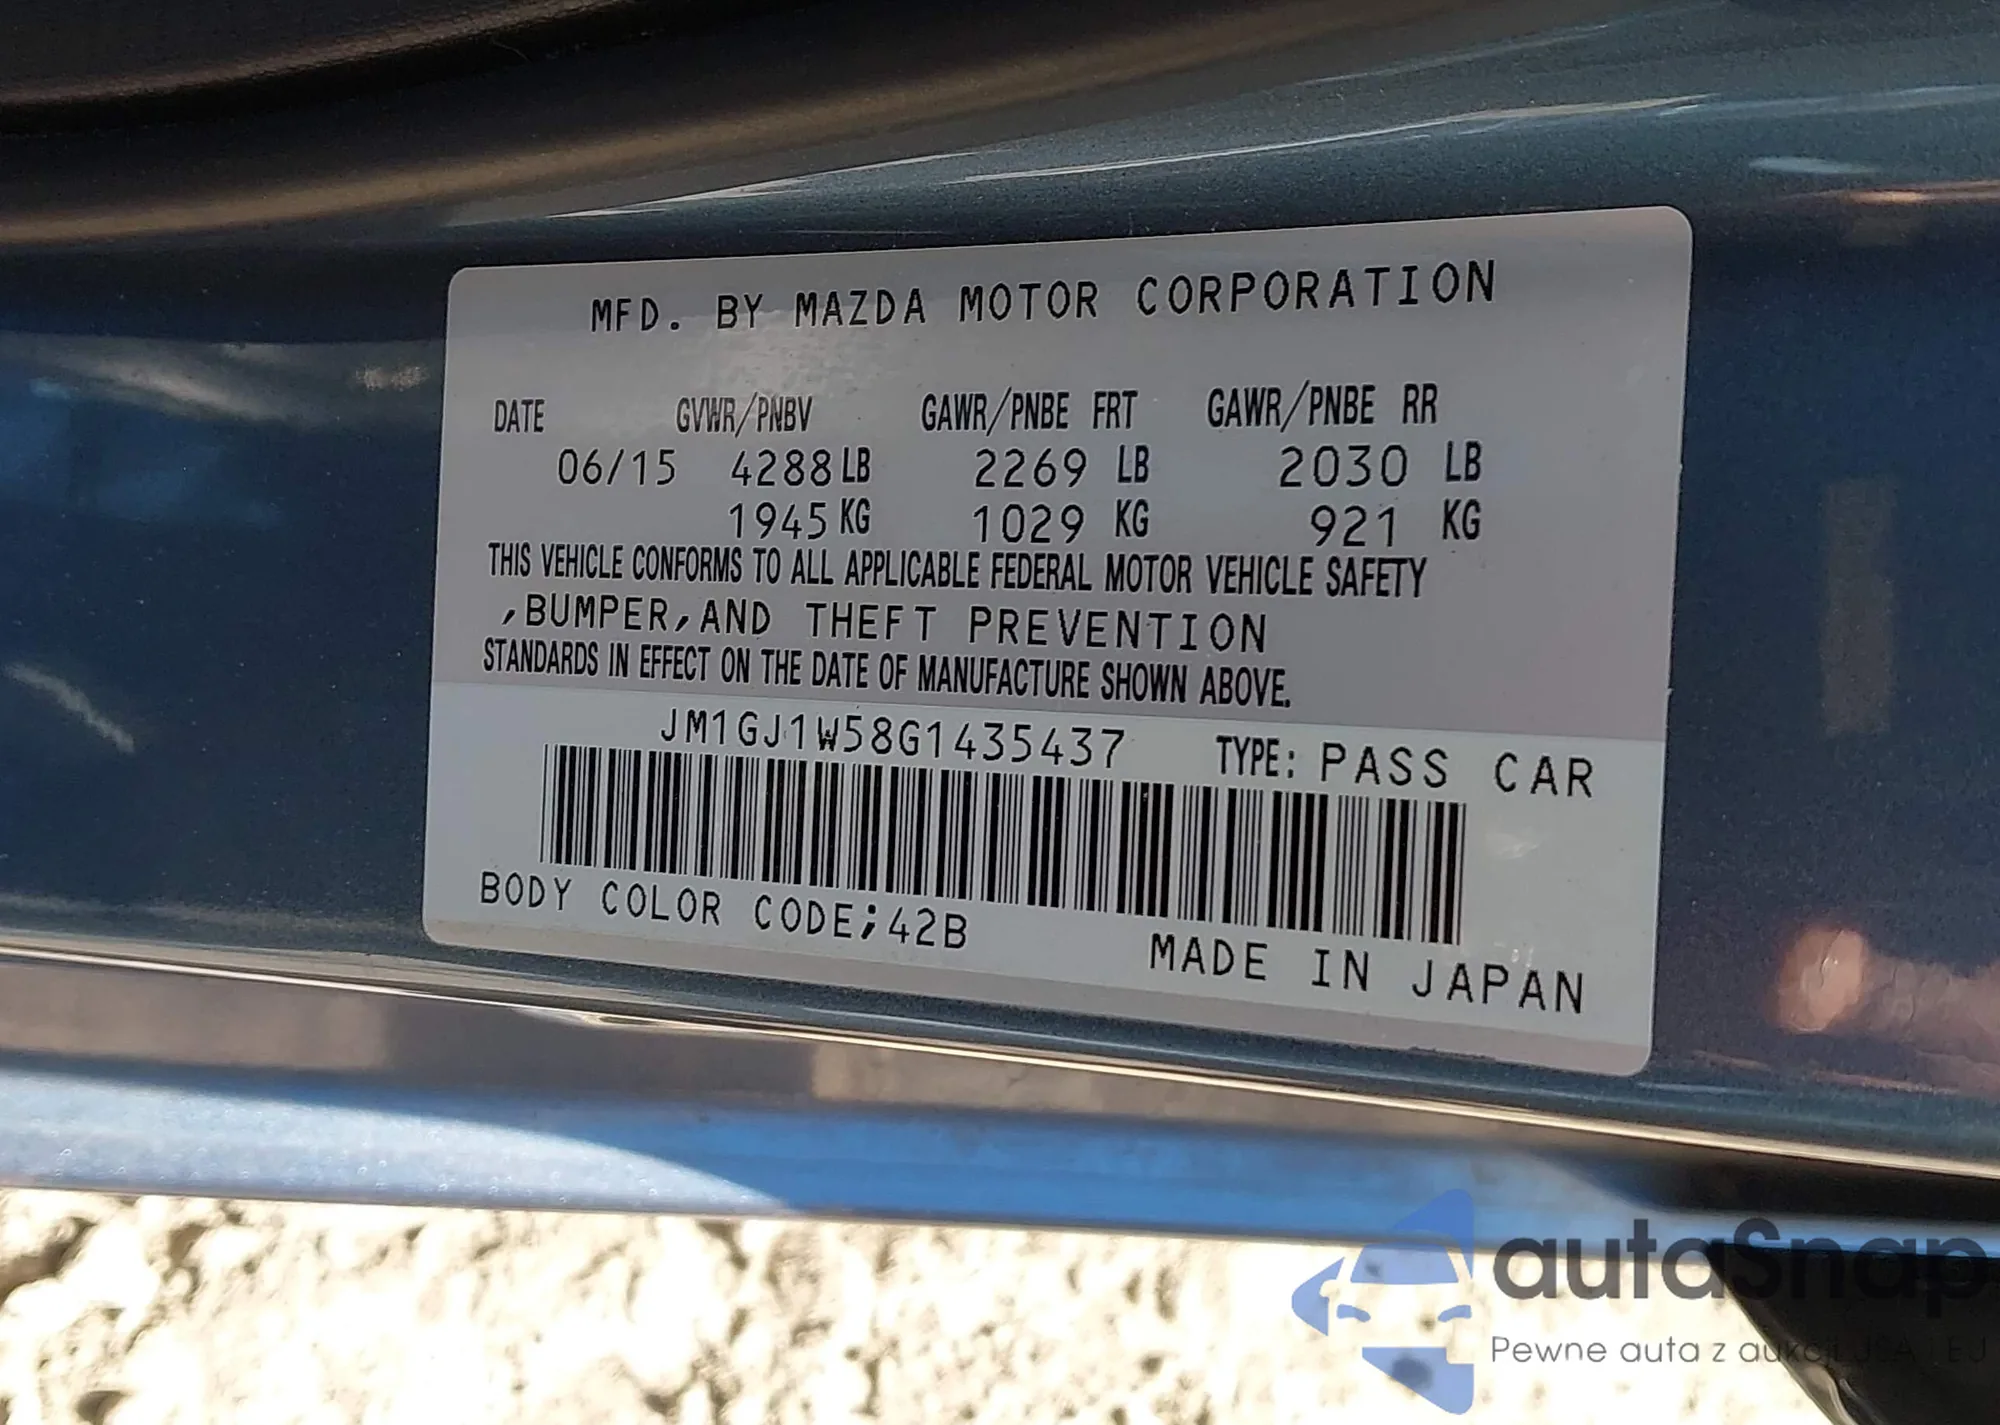 MFD. BY MAZDA MOTOR CORPORATION
DATE GVWR/PNBV GAWR/PNBE FRT GAWR/PNBE RR
06/15 4288 LB 2269 LB 2030 LB
1945 KG 1029 KG 921 KG
THIS VEHICLE CONFORMS TO ALL APPLICABLE FEDERAL MOTOR VEHICLE SAFETY
,BUMPER,AND THEFT PREVENTION
STANDARDS IN EFFECT ON THE DATE OF MANUFACTURE SHOWN ABOVE.
JM1GJ1W58G1435437 TYPE: PASS CAR
BODY COLOR CODE;42B
MADE IN JAPAN
autaSnap
Pewne auta z aukcji